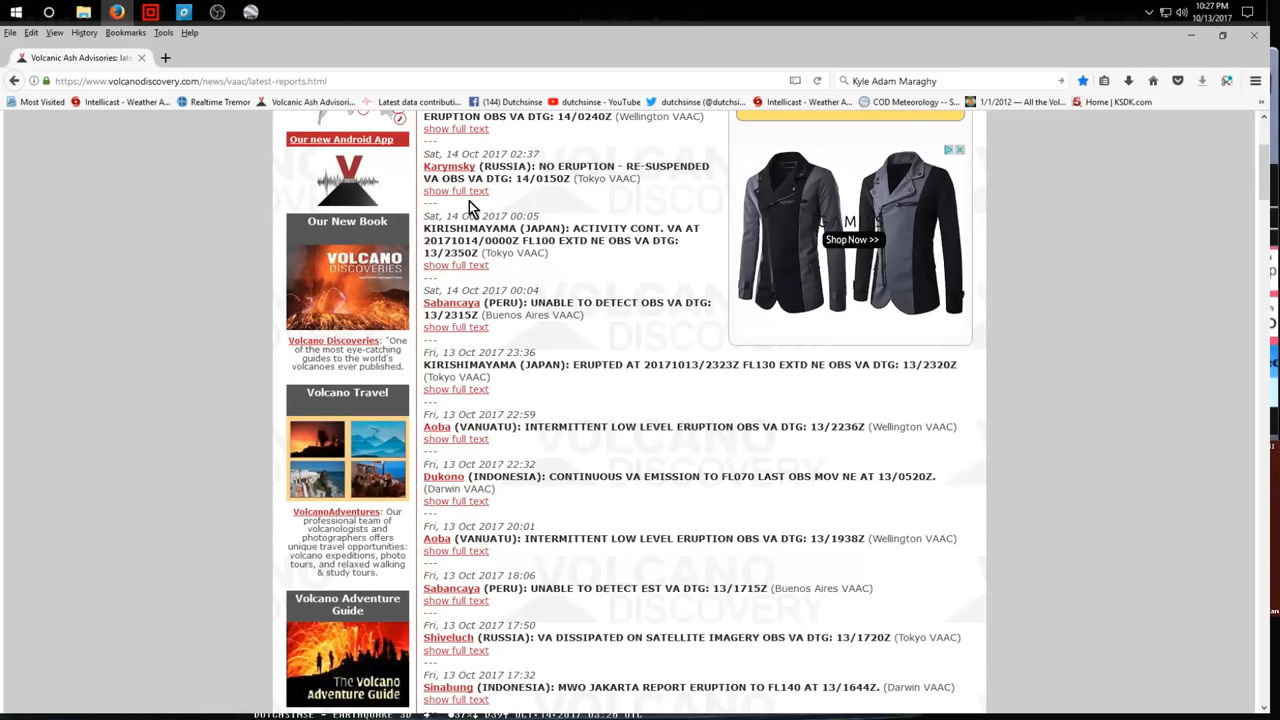 10:27 PM
10/13/2017
File Edit View History Bookmarks Tools Help
Volcanic Ash Advisories: late
https://www.volcanodiscovery.com/news/vaac/latest-reports.html
Kyle Adam Maraghy
Most Visited Intellicast - Weather A... Realtime Tremor Volcanic Ash Advisori... Latest data contributi... (144) Dutchsinse dutchsinse - YouTube dutchsinse (@dutchsi... Intellicast - Weather A... COD Meteorology -- S... 1/1/2012 -- All the Vol... Home | KSDK.com
Our new Android App
Our New Book
VOLCANO
DISCOVERIES
Volcano Discoveries: "One
of the most eye-catching
guides to the world's
volcanoes ever published.
Volcano Travel
VolcanoAdventures: Our
professional team of
volcanologists and
photographers offers
unique travel opportunities:
volcano expeditions, photo
tours, and relaxed walking
& study tours.
Volcano Adventure
Guide
The Volcano
Adventure Guide
ERUPTION OBS VA DTG: 14/0240Z (Wellington VAAC)
show full text
---
Sat, 14 Oct 2017 02:37
Karymsky (RUSSIA): NO ERUPTION - RE-SUSPENDED
VA OBS VA DTG: 14/0150Z (Tokyo VAAC)
show full text
---
Sat, 14 Oct 2017 00:05
KIRISHIMAYAMA (JAPAN): ACTIVITY CONT. VA AT
20171014/0000Z FL100 EXTD NE OBS VA DTG:
13/2350Z (Tokyo VAAC)
show full text
---
Sat, 14 Oct 2017 00:04
Sabancaya (PERU): UNABLE TO DETECT OBS VA DTG:
13/2315Z (Buenos Aires VAAC)
show full text
---
Fri, 13 Oct 2017 23:36
KIRISHIMAYAMA (JAPAN): ERUPTED AT 20171013/2323Z FL130 EXTD NE OBS VA DTG: 13/2320Z
(Tokyo VAAC)
show full text
---
Fri, 13 Oct 2017 22:59
Aoba (VANUATU): INTERMITTENT LOW LEVEL ERUPTION OBS VA DTG: 13/2236Z (Wellington VAAC)
show full text
---
Fri, 13 Oct 2017 22:32
Dukono (INDONESIA): CONTINUOUS VA EMISSION TO FL070 LAST OBS MOV NE AT 13/0520Z.
(Darwin VAAC)
show full text
---
Fri, 13 Oct 2017 20:01
Aoba (VANUATU): INTERMITTENT LOW LEVEL ERUPTION OBS VA DTG: 13/1938Z (Wellington VAAC)
show full text
---
Fri, 13 Oct 2017 18:06
Sabancaya (PERU): UNABLE TO DETECT EST VA DTG: 13/1715Z (Buenos Aires VAAC)
show full text
---
Fri, 13 Oct 2017 17:50
Shiveluch (RUSSIA): VA DISSIPATED ON SATELLITE IMAGERY OBS VA DTG: 13/1720Z (Tokyo VAAC)
show full text
---
Fri, 13 Oct 2017 17:32
Sinabung (INDONESIA): MWO JAKARTA REPORT ERUPTION TO FL140 AT 13/1644Z. (Darwin VAAC)
show full text
Shop Now >>